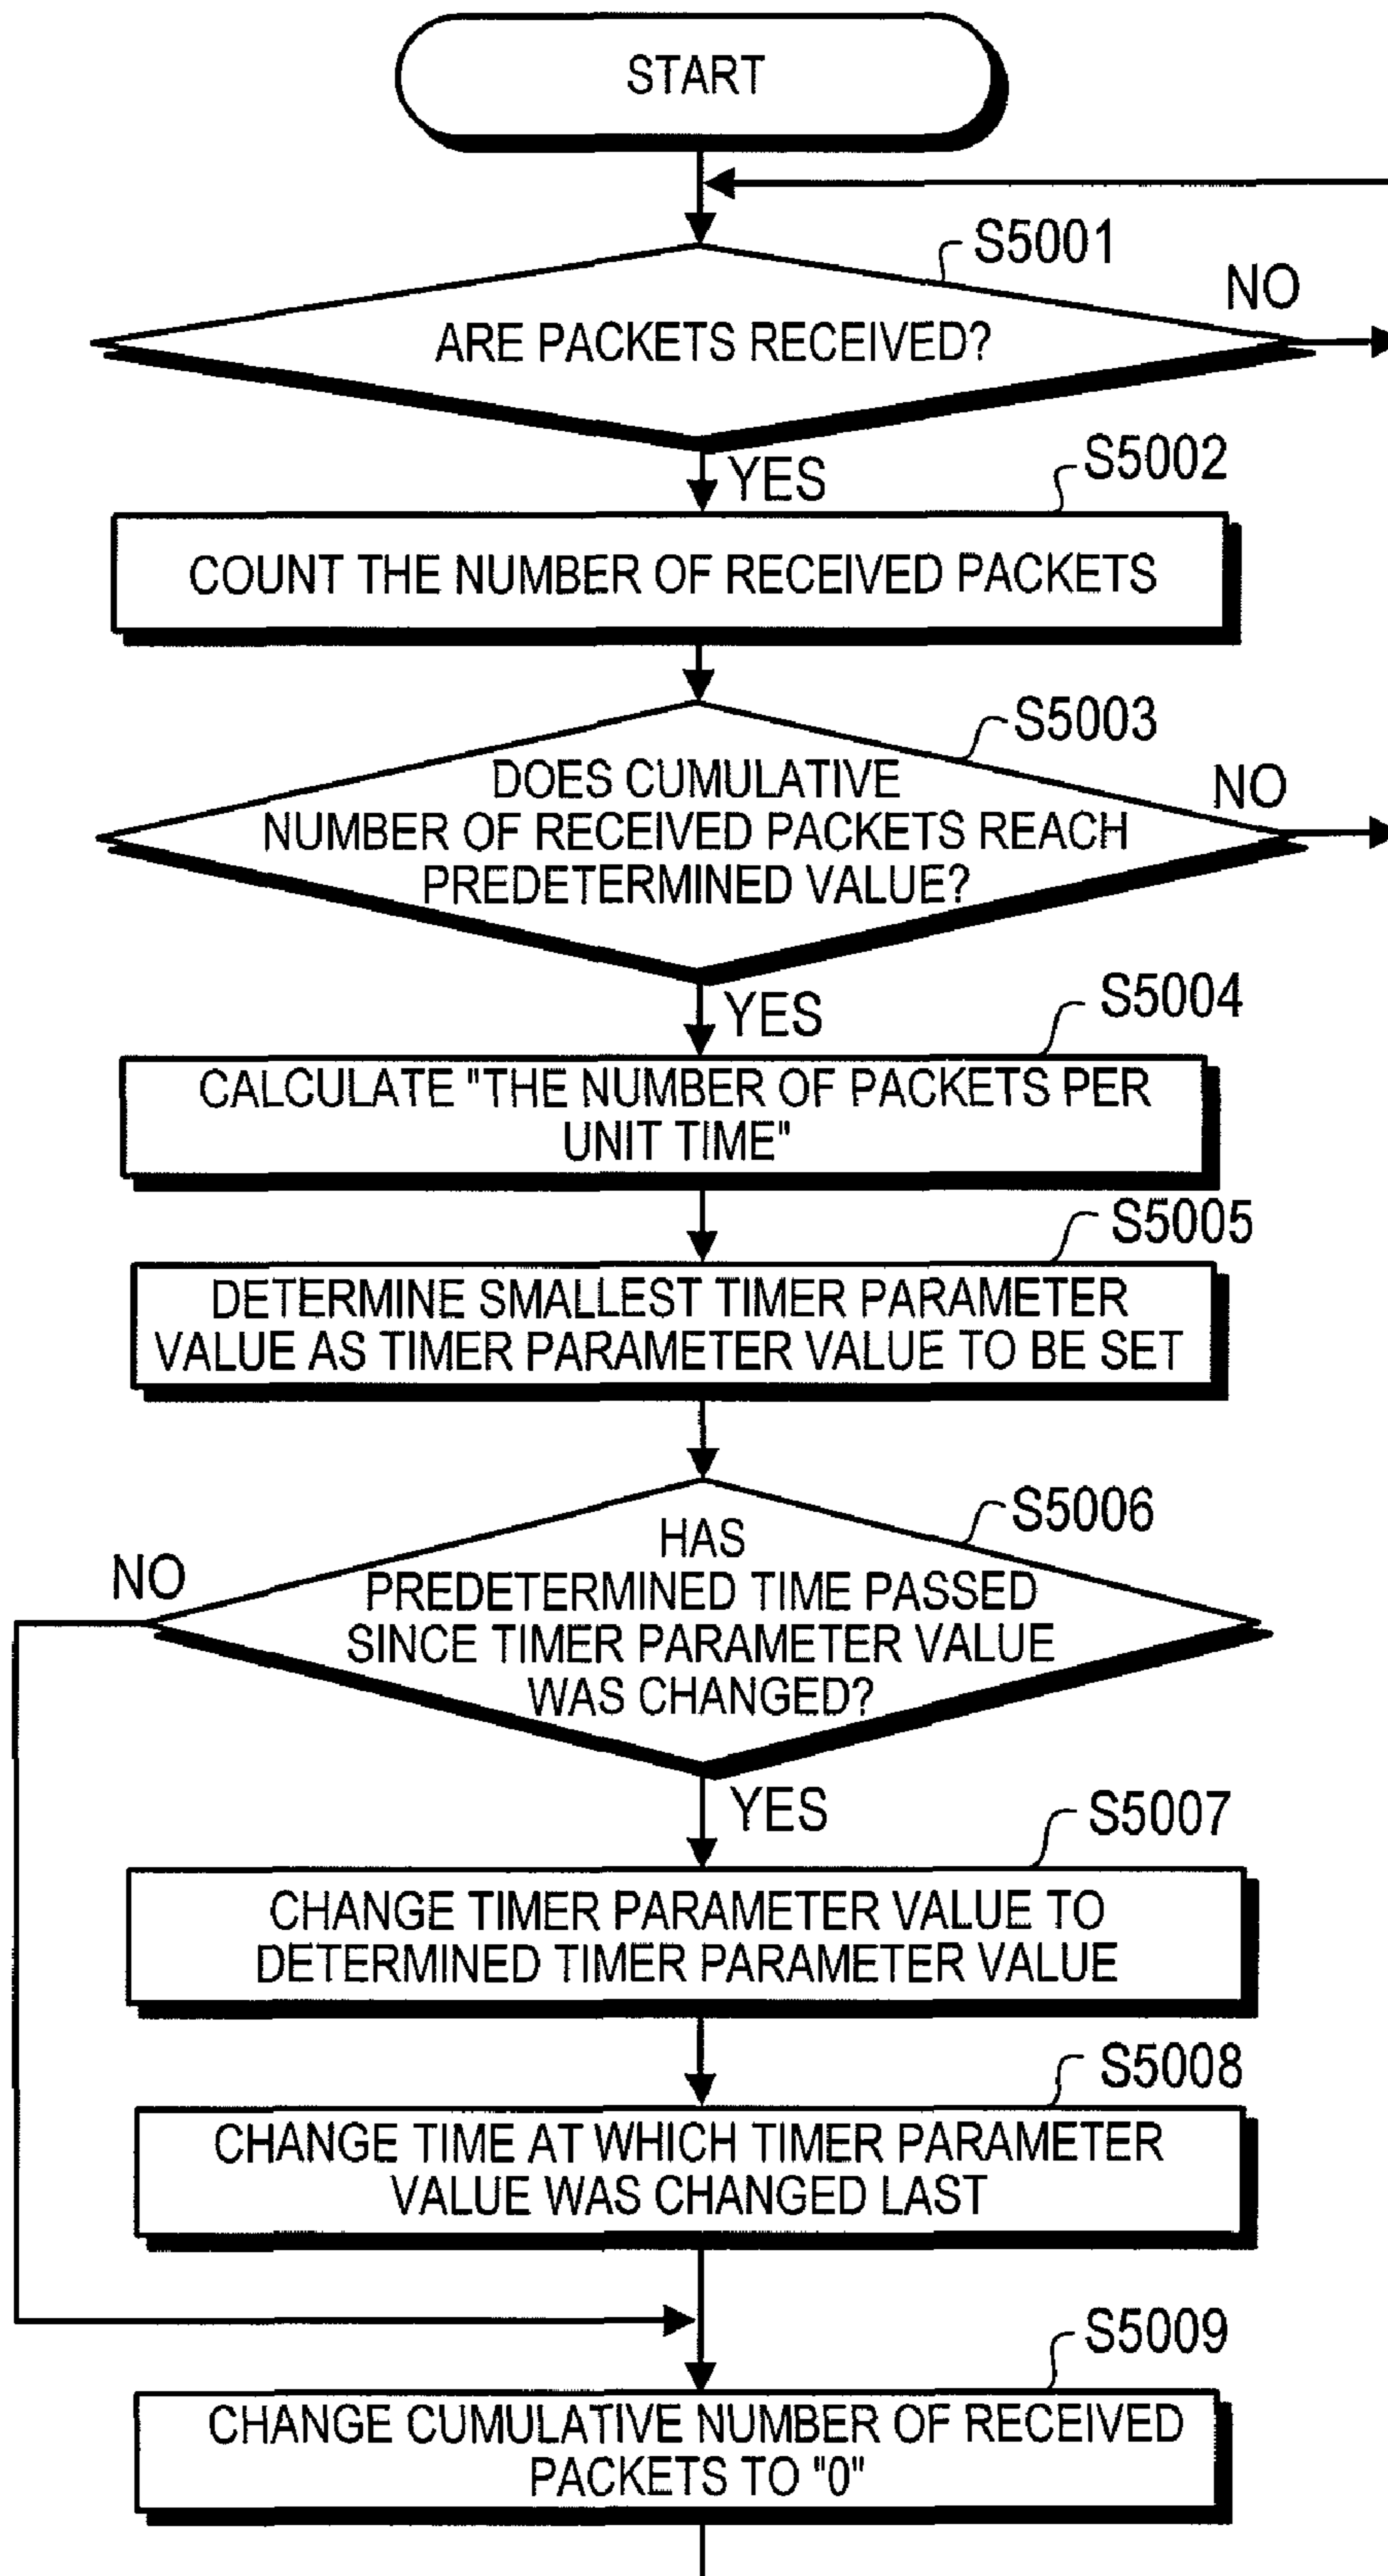 START
S5001
NO
ARE PACKETS RECEIVED?
YES
S5002
COUNT THE NUMBER OF RECEIVED PACKETS
S5003
DOES CUMULATIVE
NUMBER OF RECEIVED PACKETS REACH
PREDETERMINED VALUE?
NO
YES
S5004
CALCULATE "THE NUMBER OF PACKETS PER
UNIT TIME"
S5005
DETERMINE SMALLEST TIMER PARAMETER
VALUE AS TIMER PARAMETER VALUE TO BE SET
S5006
HAS
PREDETERMINED TIME PASSED
SINCE TIMER PARAMETER VALUE
WAS CHANGED?
NO
YES
S5007
CHANGE TIMER PARAMETER VALUE TO
DETERMINED TIMER PARAMETER VALUE
S5008
CHANGE TIME AT WHICH TIMER PARAMETER
VALUE WAS CHANGED LAST
S5009
CHANGE CUMULATIVE NUMBER OF RECEIVED
PACKETS TO "0"